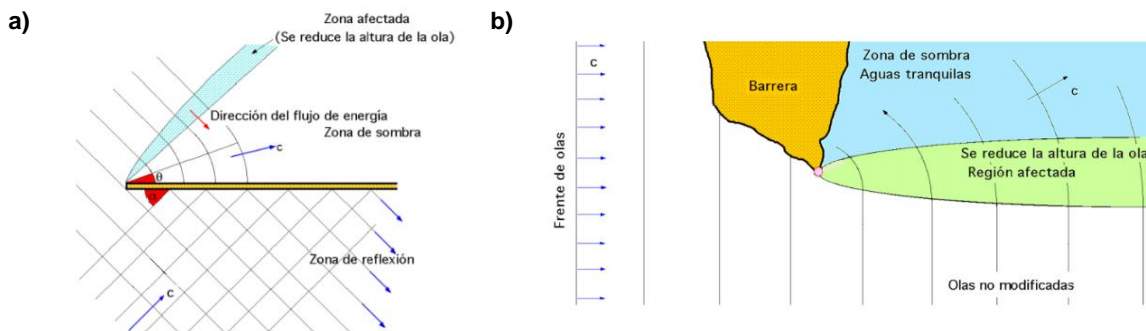 a)
Zona afectada
(Se reduce la altura de la ola)
Dirección del flujo de energía
Zona de sombra
c
θ
α
Zona de reflexión
c
b)
c
Zona de sombra
Aguas tranquilas
Barrera
c
Se reduce la altura de la ola
Región afectada
Frente de olas
Olas no modificadas